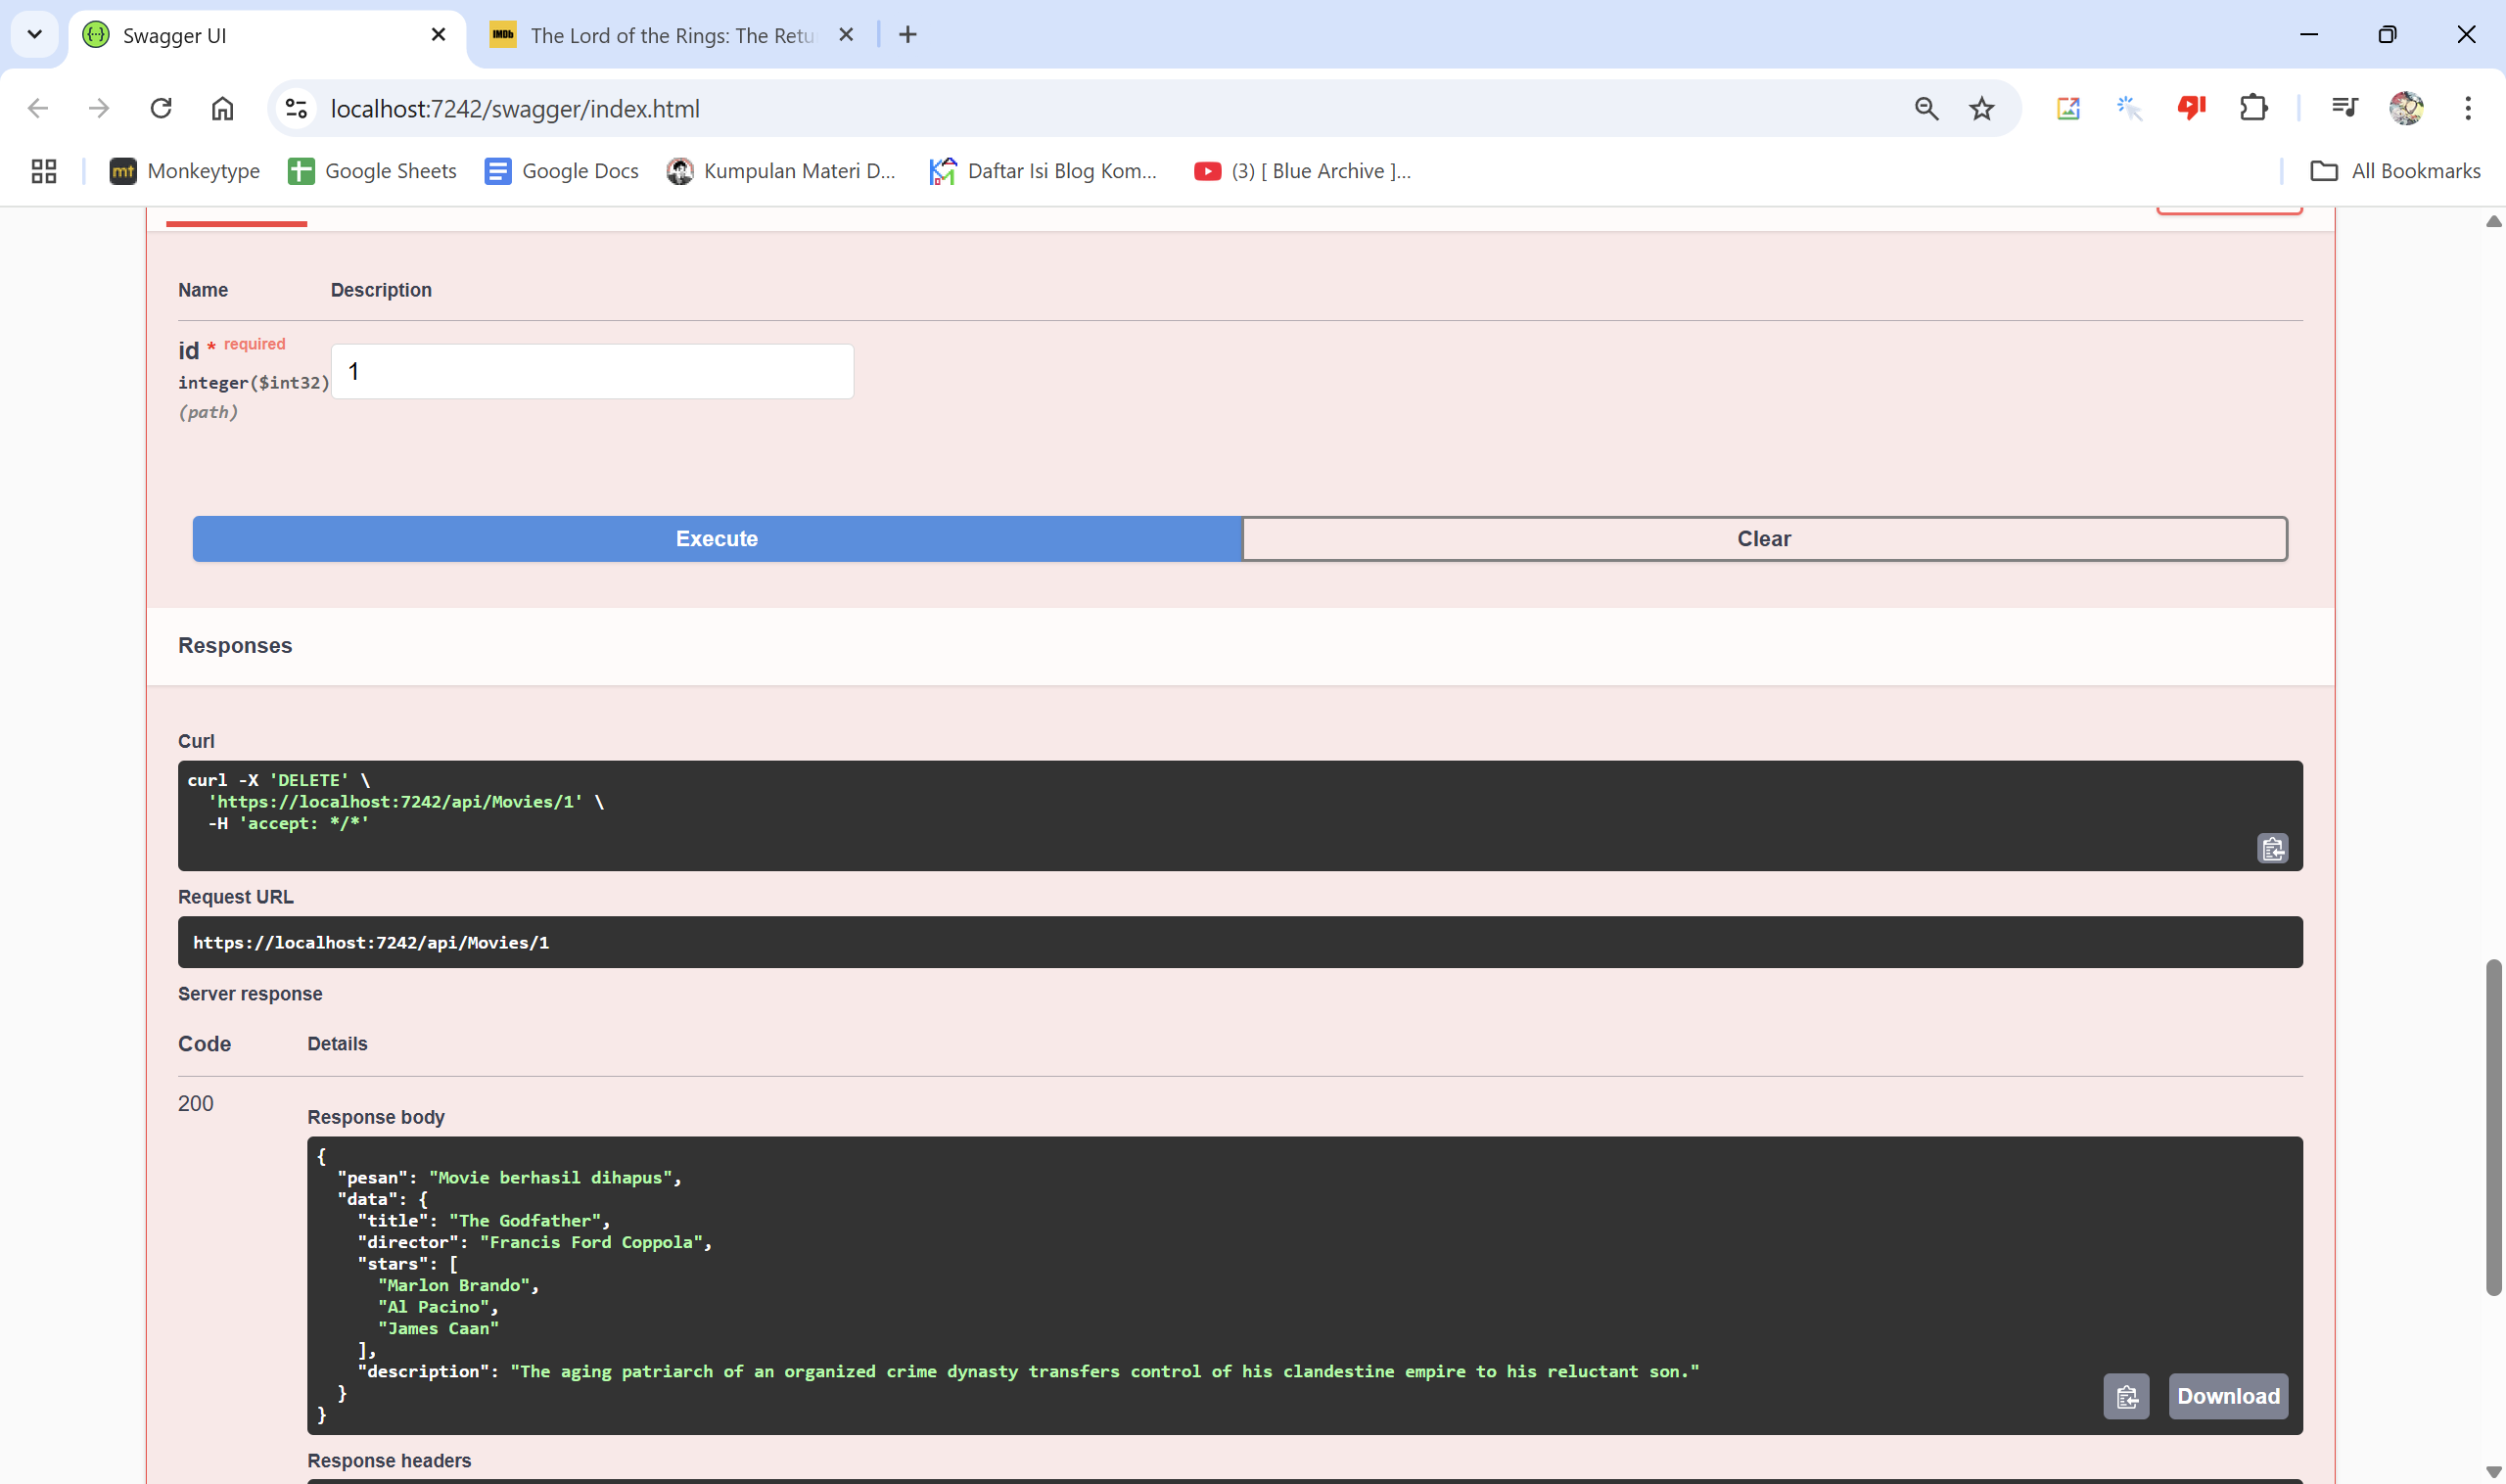 Swagger UI
The Lord of the Rings: The Retu
localhost:7242/swagger/index.html
Monkeytype
Google Sheets
Google Docs
Kumpulan Materi D...
Daftar Isi Blog Kom...
(3) [ Blue Archive ]...
All Bookmarks
Name Description
id * required
integer($int32)
(path)
1
Execute Clear
Responses
Curl
curl -X 'DELETE' \
'https://localhost:7242/api/Movies/1' \
-H 'accept: */*'
Request URL
https://localhost:7242/api/Movies/1
Server response
Code Details
200
Response body
{
"pesan": "Movie berhasil dihapus",
"data": {
"title": "The Godfather",
"director": "Francis Ford Coppola",
"stars": [
"Marlon Brando",
"Al Pacino",
"James Caan"
],
"description": "The aging patriarch of an organized crime dynasty transfers control of his clandestine empire to his reluctant son."
}
}
Download
Response headers